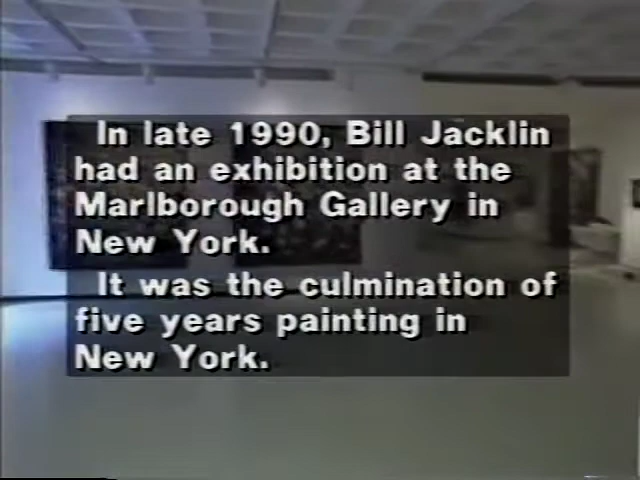 In late 1990, Bill Jacklin
had an exhibition at the
Marlborough Gallery in
New York.
It was the culmination of
five years painting in
New York.